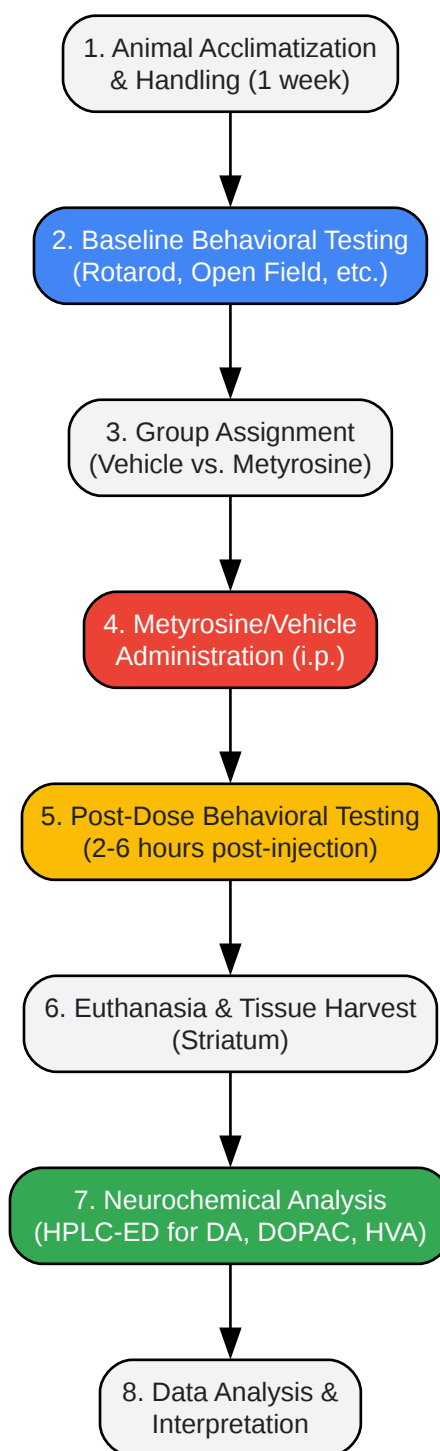 1. Animal Acclimatization
& Handling (1 week)
2. Baseline Behavioral Testing
(Rotarod, Open Field, etc.)
3. Group Assignment
(Vehicle vs. Metyrosine)
4. Metyrosine/Vehicle
Administration (i.p.)
5. Post-Dose Behavioral Testing
(2-6 hours post-injection)
6. Euthanasia & Tissue Harvest
(Striatum)
7. Neurochemical Analysis
(HPLC-ED for DA, DOPAC, HVA)
8. Data Analysis &
Interpretation